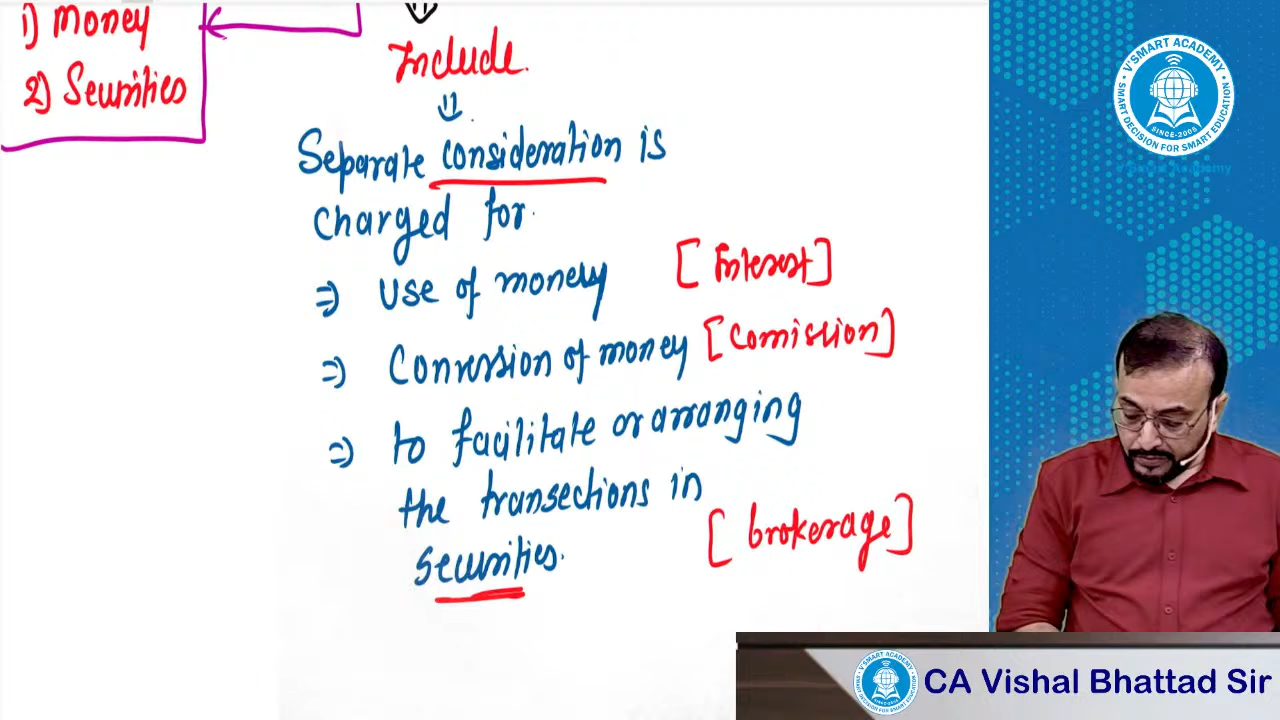 1) Money
2) Securities
Include.
Separate consideration is
charged for
⇒ Use of money [Interest]
⇒ Conversion of money [Comission]
⇒ to facilitate or arranging
the transections in
securities. [brokerage]
V'SMART ACADEMY
SINCE-2005
SMART DECISION FOR SMART EDUCATION
CA Vishal Bhattad Sir